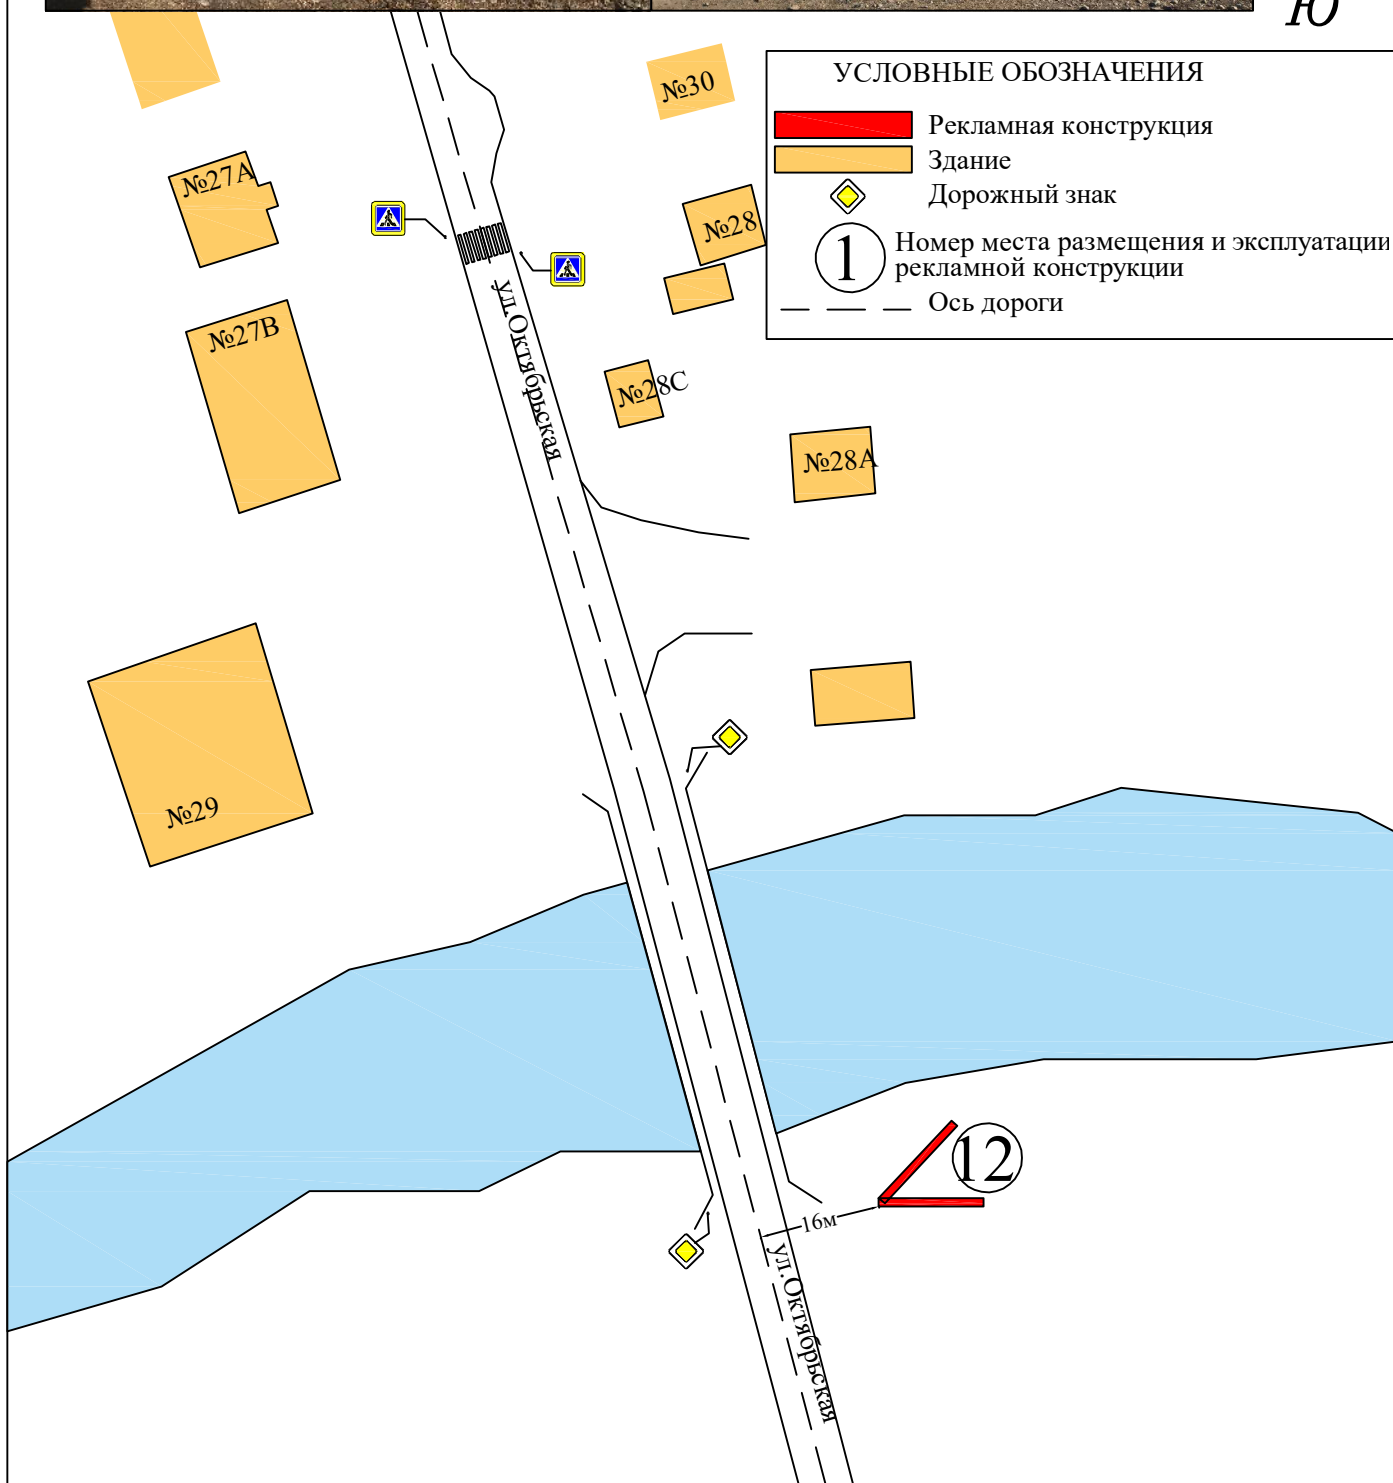 Ю
УСЛОВНЫЕ ОБОЗНАЧЕНИЯ
Рекламная конструкция
Здание
Дорожный знак
1
Номер места размещения и эксплуатации
рекламной конструкции
Ось дороги
№30
№27А
№28
№27В
№28С
№28А
ул.Октябрьская
№29
12
16м
ул.Октябрьская